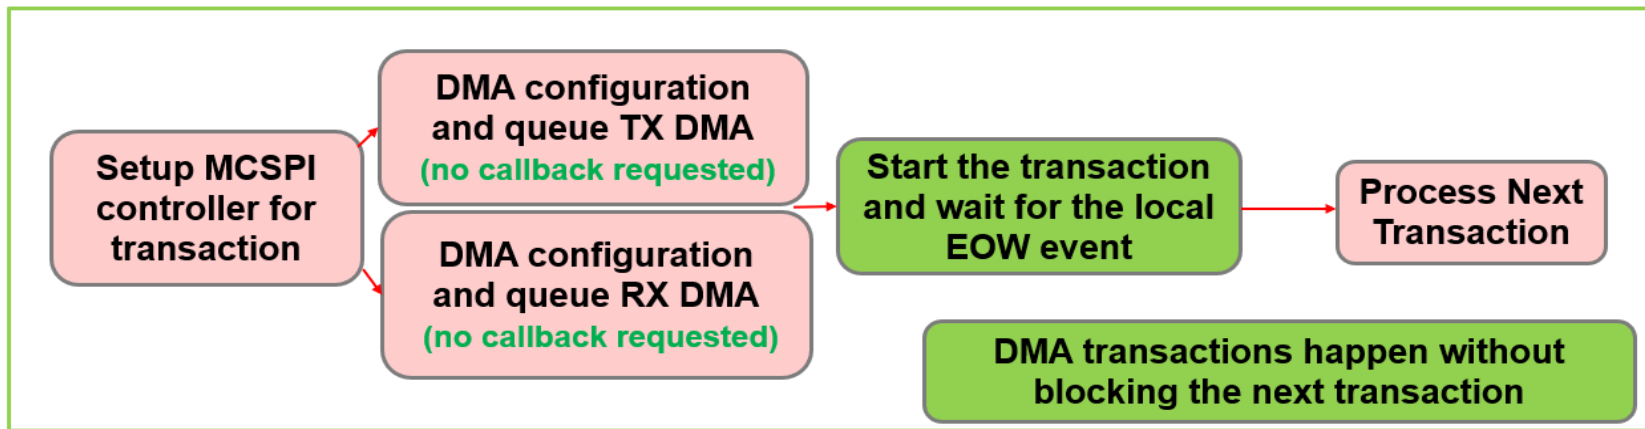 Setup MCSPI
controller for
transaction
DMA configuration
and queue TX DMA
(no callback requested)
DMA configuration
and queue RX DMA
(no callback requested)
Start the transaction
and wait for the local
EOW event
Process Next
Transaction
DMA transactions happen without
blocking the next transaction